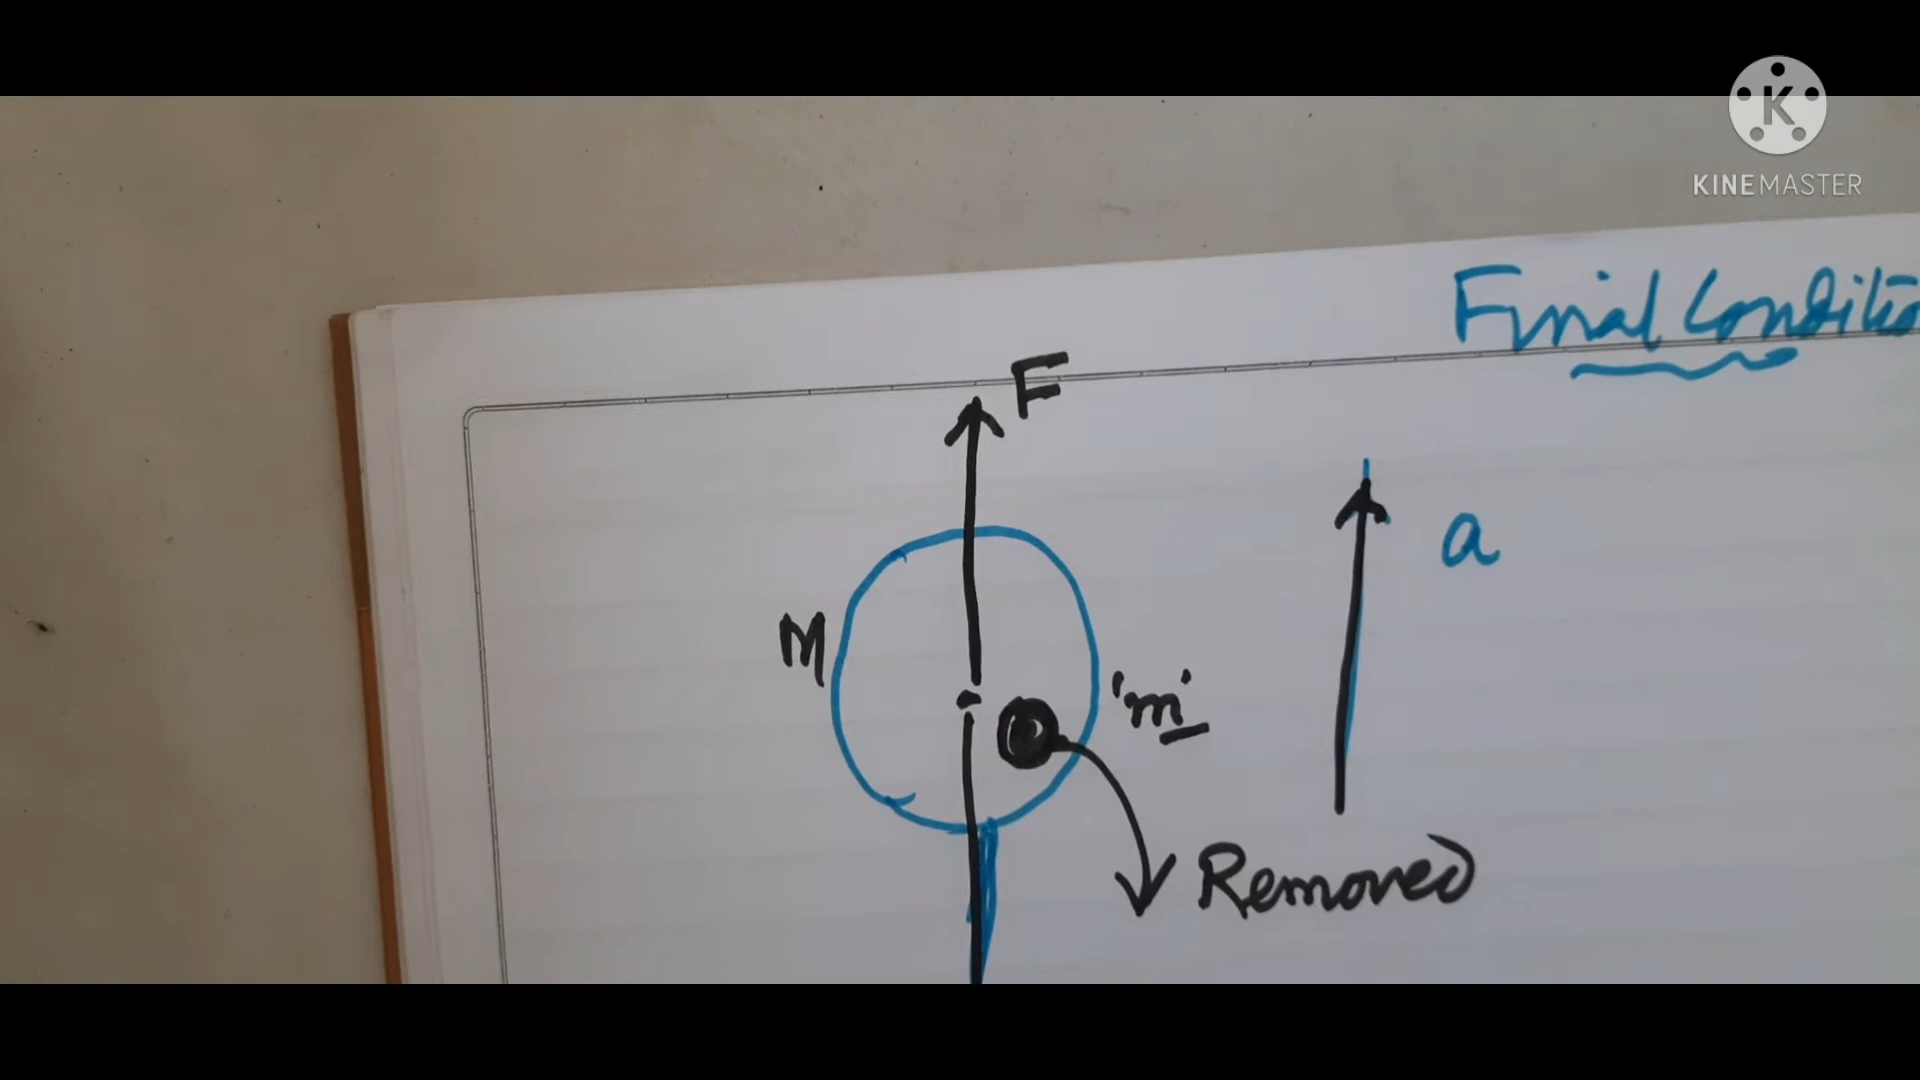 K
KINEMASTER
Final Conditio
F
a
M
'm'
Removed